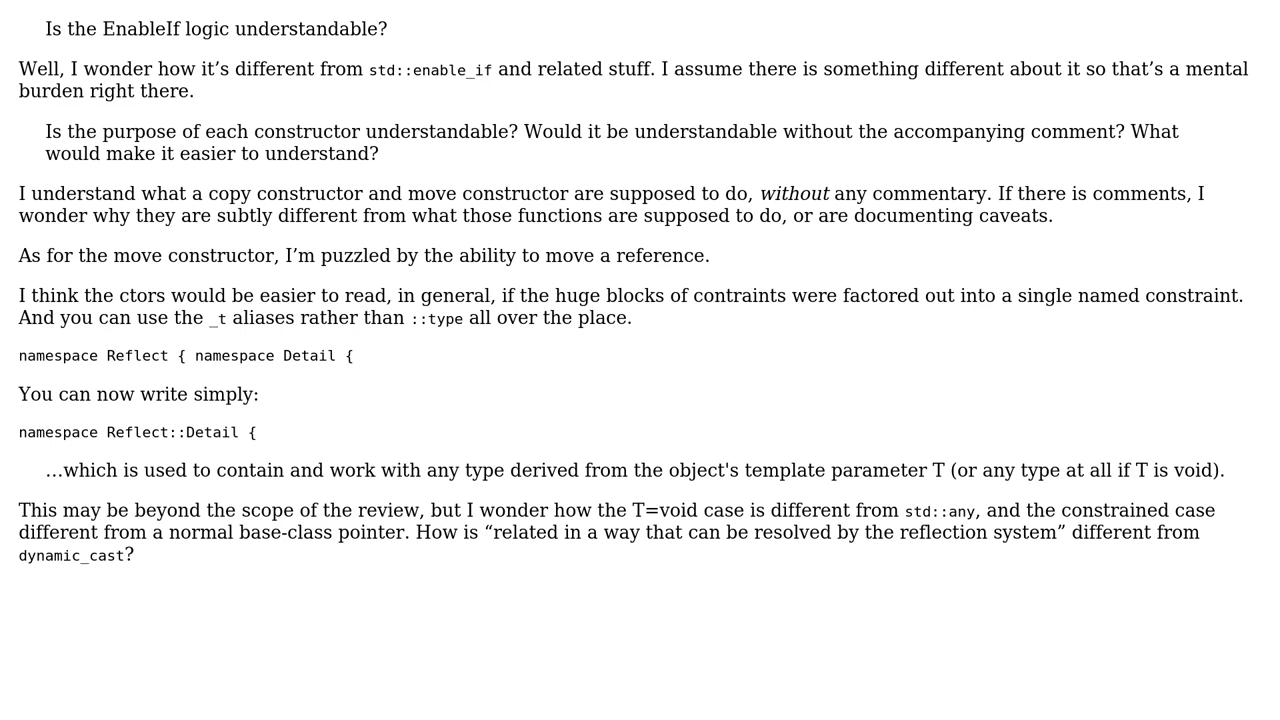 Is the EnableIf logic understandable?
Well, I wonder how it’s different from std::enable_if and related stuff. I assume there is something different about it so that’s a mental
burden right there.
Is the purpose of each constructor understandable? Would it be understandable without the accompanying comment? What
would make it easier to understand?
I understand what a copy constructor and move constructor are supposed to do, without any commentary. If there is comments, I
wonder why they are subtly different from what those functions are supposed to do, or are documenting caveats.
As for the move constructor, I’m puzzled by the ability to move a reference.
I think the ctors would be easier to read, in general, if the huge blocks of contraints were factored out into a single named constraint.
And you can use the _t aliases rather than ::type all over the place.
namespace Reflect { namespace Detail {
You can now write simply:
namespace Reflect::Detail {
…which is used to contain and work with any type derived from the object's template parameter T (or any type at all if T is void).
This may be beyond the scope of the review, but I wonder how the T=void case is different from std::any, and the constrained case
different from a normal base-class pointer. How is “related in a way that can be resolved by the reflection system” different from
dynamic_cast?